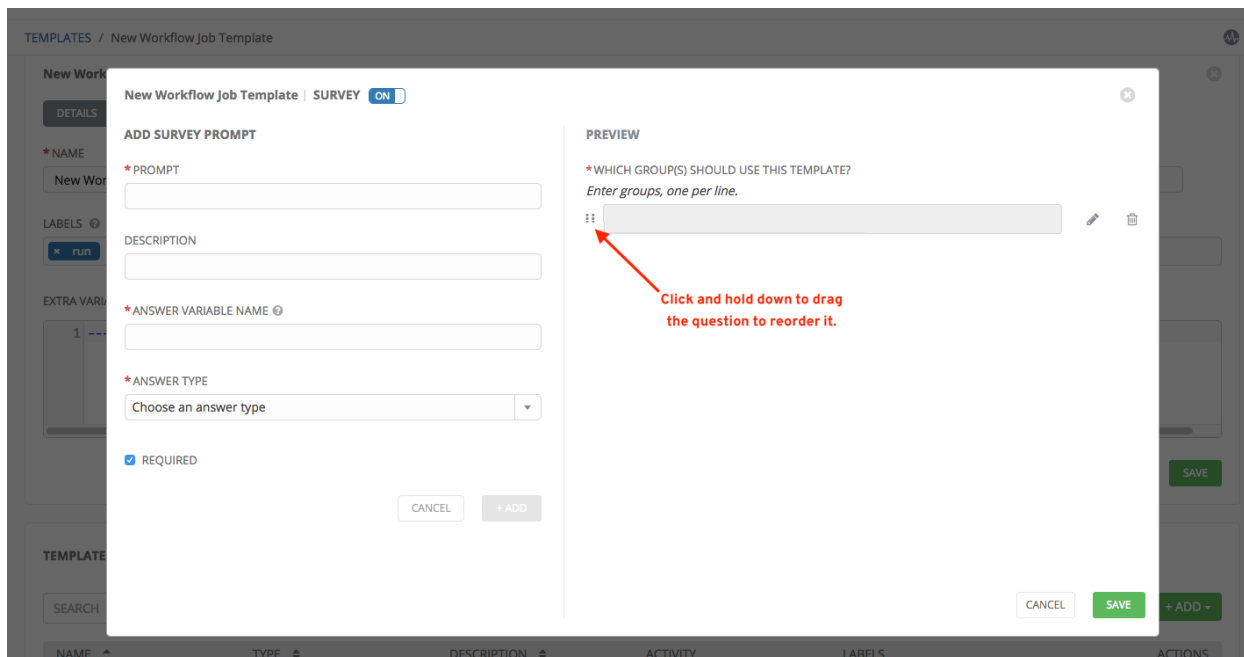 TEMPLATES / New Workflow Job Template
New Work
DETAILS
* NAME
New Wor
LABELS
× run
EXTRA VARI
1 ---
SAVE
TEMPLATE
SEARCH
+ ADD
NAME TYPE DESCRIPTION ACTIVITY LABELS ACTIONS
New Workflow Job Template | SURVEY ON
ADD SURVEY PROMPT
* PROMPT
DESCRIPTION
* ANSWER VARIABLE NAME ?
* ANSWER TYPE
Choose an answer type
REQUIRED
CANCEL + ADD
PREVIEW
* WHICH GROUP(S) SHOULD USE THIS TEMPLATE?
Enter groups, one per line.
Click and hold down to drag
the question to reorder it.
CANCEL SAVE